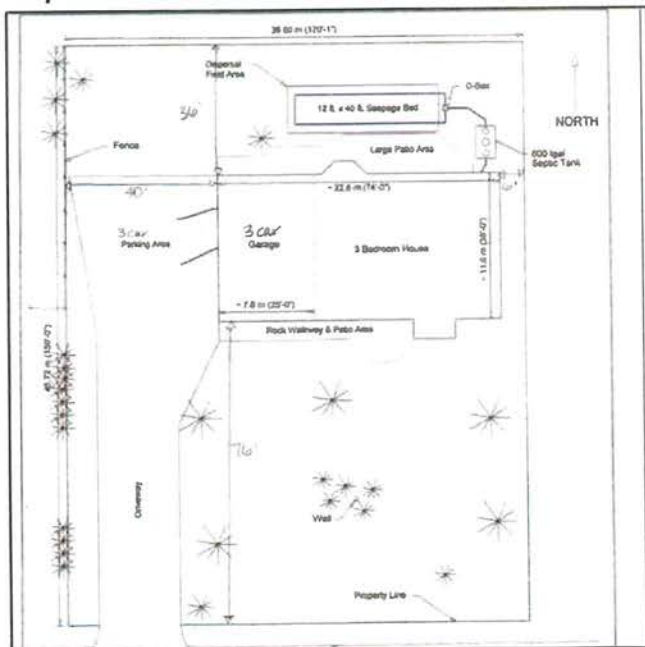 36.60 m (120'-1")
Dispersal
Field Area
D-Box
12 ft. x 40 ft. Seepage Bed
NORTH
36'
Fence
Large Patio Area
600 Igal
Septic Tank
40'
~ 22.6 m (74'-0")
6'
3 car
Parking Area
3 car
Garage
3 Bedroom House
~ 11.6 m (38'-0")
~ 7.6 m (25'-0")
Rock Walkway & Patio Area
45.72 m (150'-0")
76'
Driveway
Well
Property Line